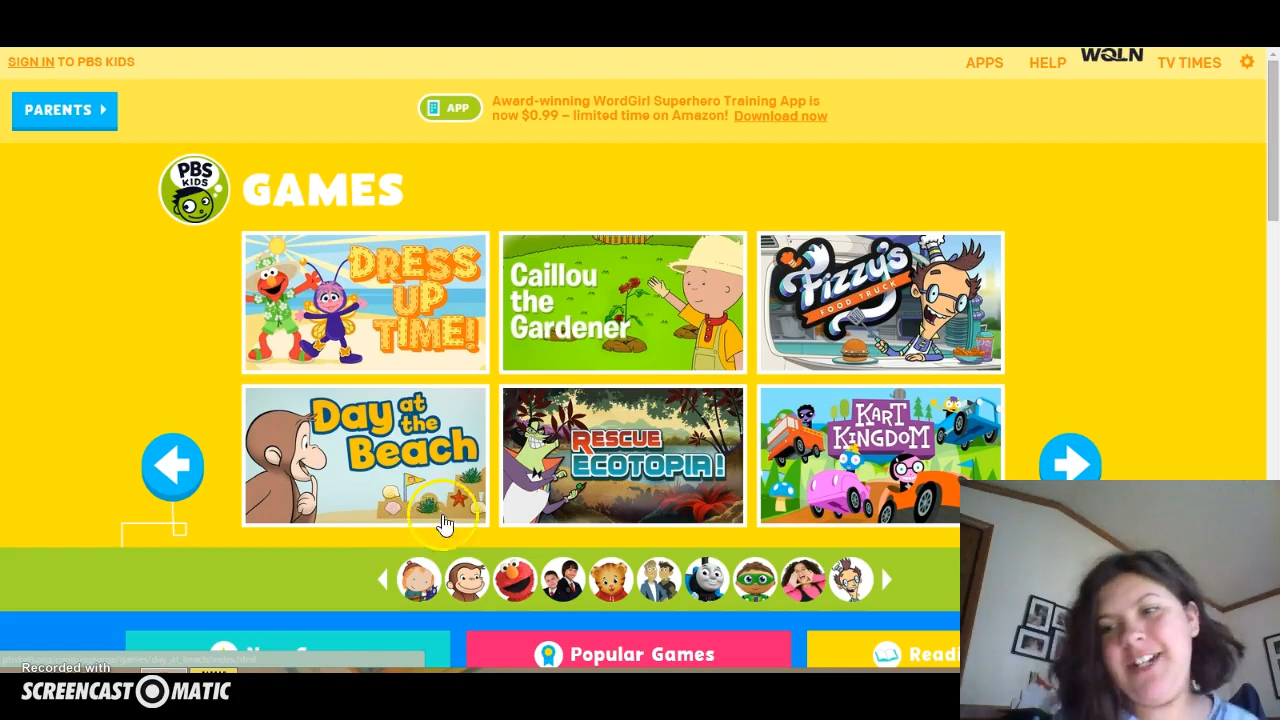 SIGN IN TO PBS KIDS
APPS
HELP
WQLN
TV TIMES
PARENTS
APP
Award-winning WordGirl Superhero Training App is
now $0.99 – limited time on Amazon! Download now
PBS
KIDS
GAMES
DRESS
UP
TIME!
Caillou
the
Gardener
Fizzy's
FOOD TRUCK
Day at
the
Beach
RESCUE
ECOTOPIA!
KART
KINGDOM
Popular Games
Recorded with
SCREENCAST MATIC